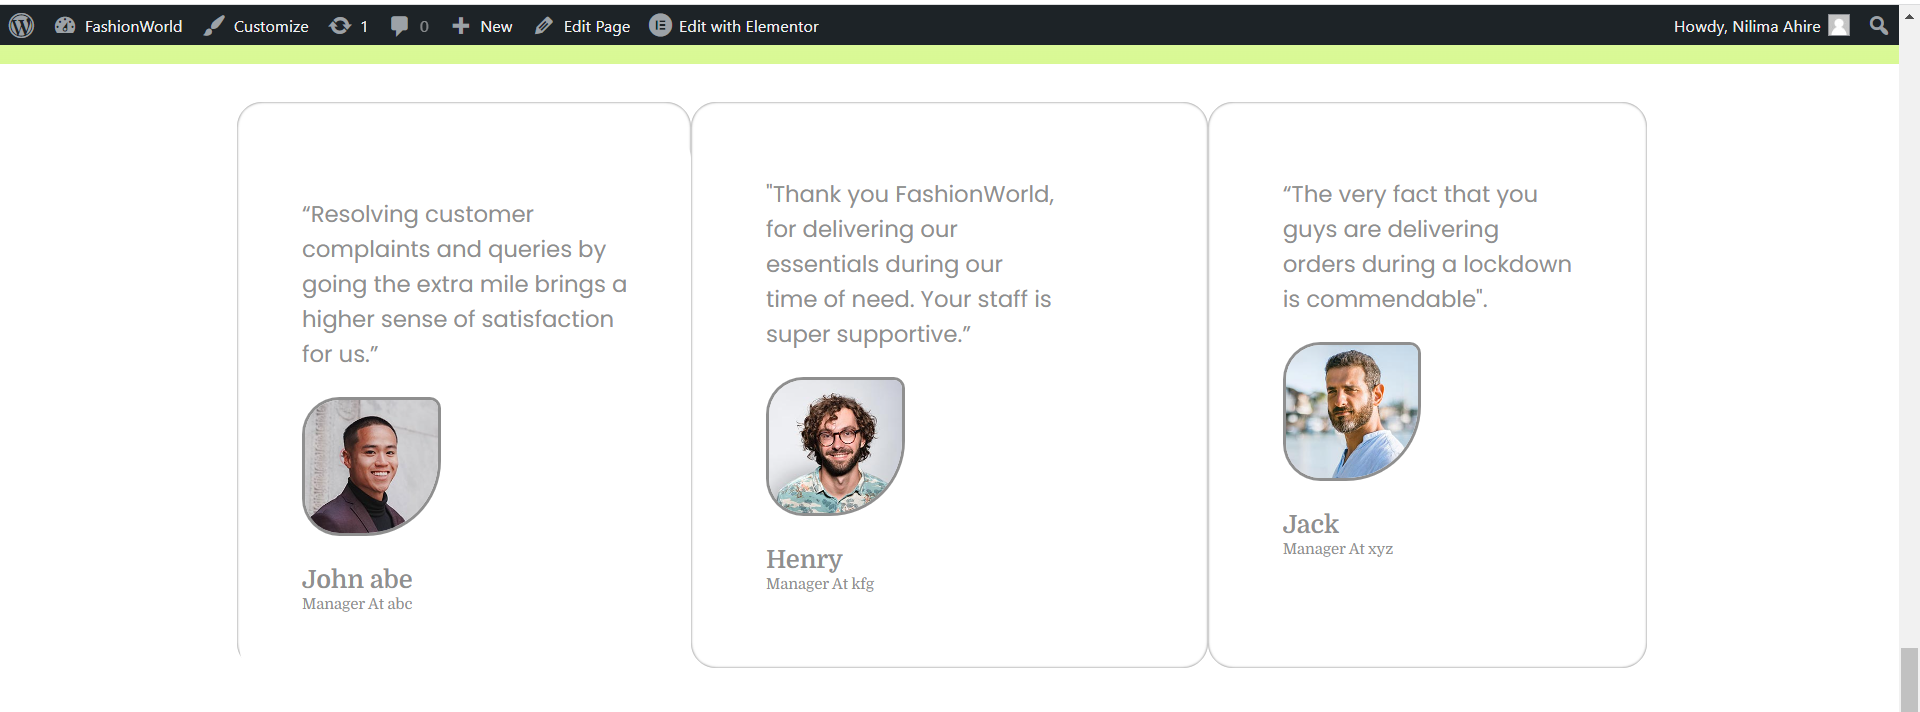 FashionWorld Customize 1 0 New Edit Page Edit with Elementor Howdy, Nilima Ahire
“Resolving customer
complaints and queries by
going the extra mile brings a
higher sense of satisfaction
for us.”
John abe
Manager At abc
"Thank you FashionWorld,
for delivering our
essentials during our
time of need. Your staff is
super supportive.”
Henry
Manager At kfg
“The very fact that you
guys are delivering
orders during a lockdown
is commendable".
Jack
Manager At xyz